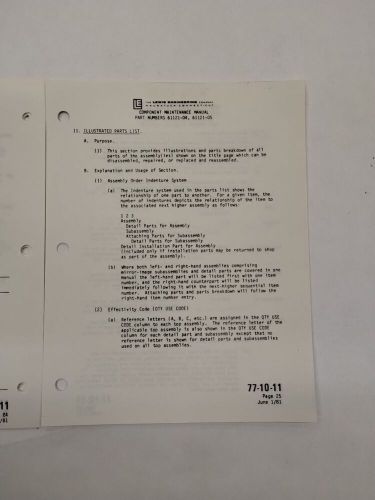 THE LEWIS ENGINEERING COMPANY
NAUGATUCK CONNECTICUT
COMPONENT MAINTENANCE MANUAL
PART NUMBERS 61121-04, 61121-05
11. ILLUSTRATED PARTS LIST.
A. Purpose.
(1) This section provides illustrations and parts breakdown of all
parts of the assembly(ies) shown on the title page which can be
disassembled, repaired, or replaced and reassembled.
B. Explanation and Usage of Section.
(1) Assembly Order Indenture System
(a) The indenture system used in the parts list shows the
relationship of one part to another. For a given item, the
number of indentures depicts the relationship of the item to
the associated next higher assembly as follows:
1 2 3
Assembly
Detail Parts for Assembly
Subassembly
Attaching Parts for Subassembly
Detail Parts for Subassembly
Detail Installation Part for Assembly
(included only if installation parts may be returned to shop
as part of assembly).
(b) Where both left- and right-hand assemblies comprising
mirror-image subassemblies and detail parts are covered in one
manual the left-hand part will be listed first with one item
number, and the right-hand counterpart will be listed
immediately following it with the next-higher sequential item
number. Attaching parts and parts breakdown will follow the
right-hand item number entry.
(2) Effectivity Code (QTY USE CODE)
(a) Reference letters (A, B, C, etc.) are assigned in the QTY USE
CODE column to each top assembly. The reference letter of the
applicable top assembly is also shown in the QTY USE
CODE column for each detail part and subassembly except that no
reference letter is shown for detail parts and subassemblies
used on all top assemblies.
77-10-11
Page 25
June 1/81
11
24
1/81